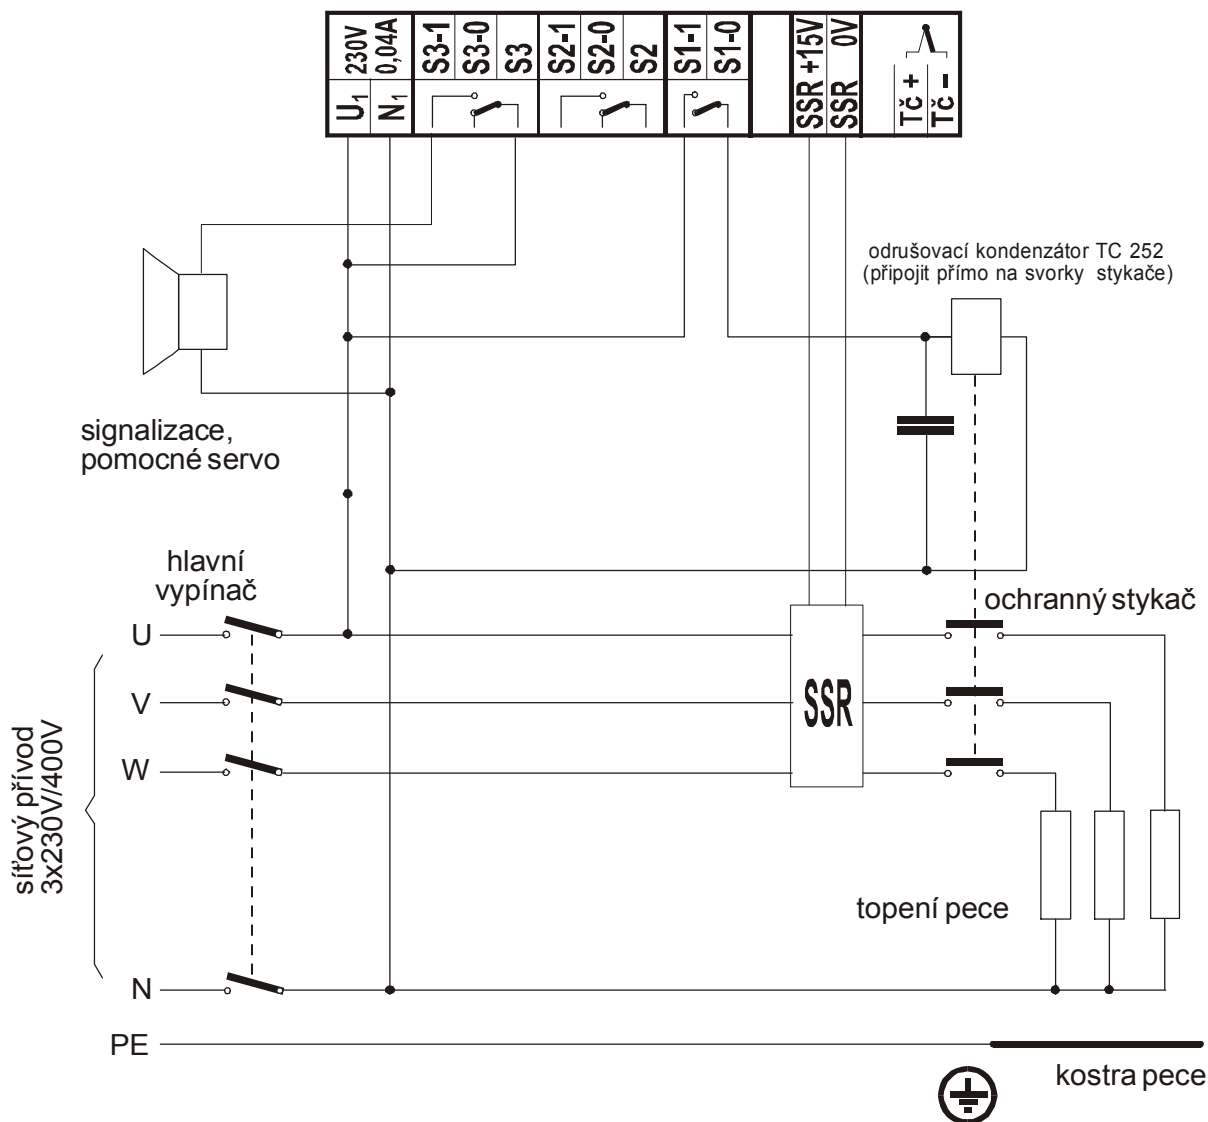 230V
0,04A
S3-1
S3-0
S3
S2-1
S2-0
S2
S1-1
S1-0
SSR +15V
SSR 0V
U1
N1
Tč +
Tč -
odrušovací kondenzátor TC 252
(připojit přímo na svorky stykače)
signalizace,
pomocné servo
hlavní
vypínač
ochranný stykač
U
V
W
SSR
síťový přívod
3x230V/400V
topení pece
N
PE
kostra pece